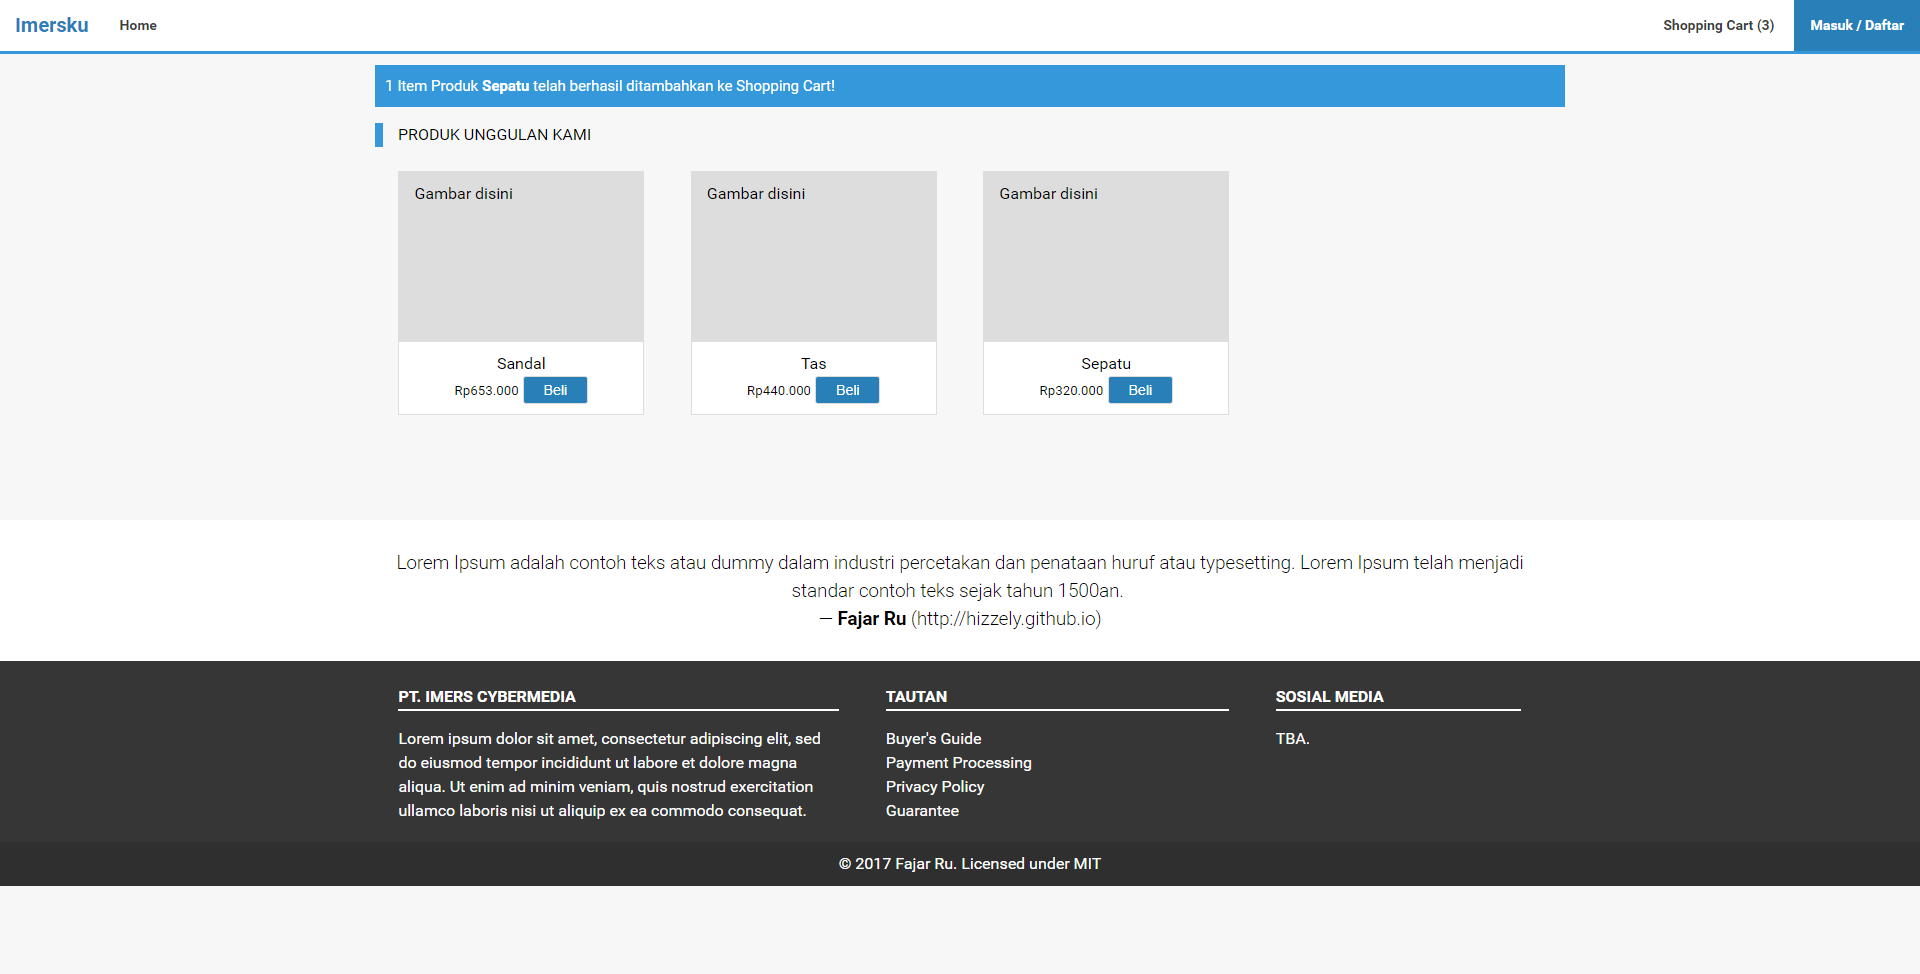 Imersku
Home
Shopping Cart (3)
Masuk / Daftar
1 Item Produk Sepatu telah berhasil ditambahkan ke Shopping Cart!
PRODUK UNGGULAN KAMI
Gambar disini
Sandal
Rp653.000 Beli
Gambar disini
Tas
Rp440.000 Beli
Gambar disini
Sepatu
Rp320.000 Beli
Lorem Ipsum adalah contoh teks atau dummy dalam industri percetakan dan penataan huruf atau typesetting. Lorem Ipsum telah menjadi
standar contoh teks sejak tahun 1500an.
— Fajar Ru (http://hizzely.github.io)
PT. IMERS CYBERMEDIA
Lorem ipsum dolor sit amet, consectetur adipiscing elit, sed
do eiusmod tempor incididunt ut labore et dolore magna
aliqua. Ut enim ad minim veniam, quis nostrud exercitation
ullamco laboris nisi ut aliquip ex ea commodo consequat.
TAUTAN
Buyer's Guide
Payment Processing
Privacy Policy
Guarantee
SOSIAL MEDIA
TBA.
© 2017 Fajar Ru. Licensed under MIT